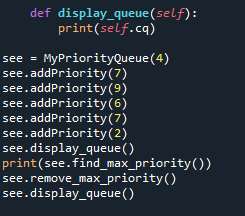 def display_queue(self):
print(self.cq)
see = MyPriorityQueue(4)
see.addPriority(7)
see.addPriority(9)
see.addPriority(6)
see.addPriority(7)
see.addPriority(2)
see.display_queue()
print(see.find_max_priority())
see.remove_max_priority()
see.display_queue()